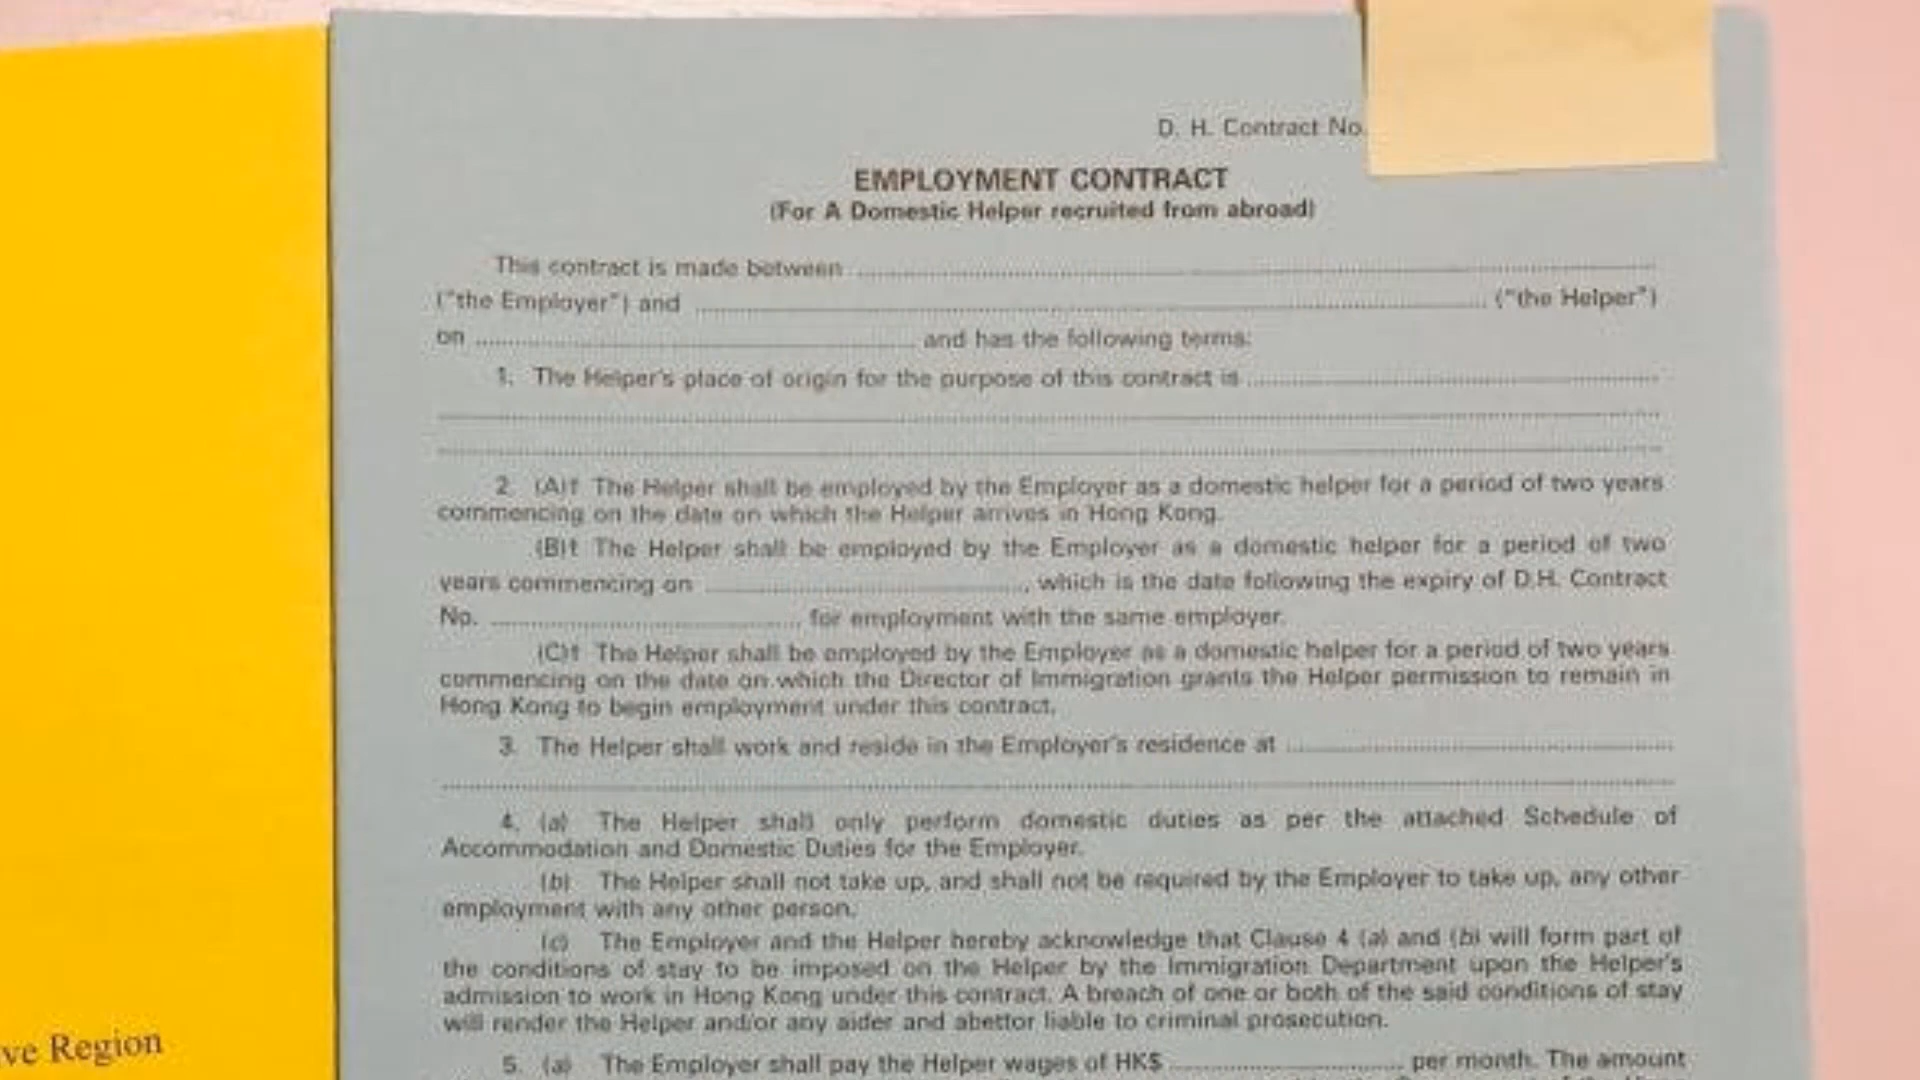 D. H. Contract No.
EMPLOYMENT CONTRACT
(For A Domestic Helper recruited from abroad)
This contract is made between ..........
("the Employer") and .......... ("the Helper")
on .......... and has the following terms:
1. The Helper's place of origin for the purpose of this contract is ..........
2. (A)† The Helper shall be employed by the Employer as a domestic helper for a period of two years
commencing on the date on which the Helper arrives in Hong Kong.
(B)† The Helper shall be employed by the Employer as a domestic helper for a period of two
years commencing on .........., which is the date following the expiry of D.H. Contract
No. .......... for employment with the same employer.
(C)† The Helper shall be employed by the Employer as a domestic helper for a period of two years
commencing on the date on which the Director of Immigration grants the Helper permission to remain in
Hong Kong to begin employment under this contract.
3. The Helper shall work and reside in the Employer's residence at ..........
4. (a) The Helper shall only perform domestic duties as per the attached Schedule of
Accommodation and Domestic Duties for the Employer.
(b) The Helper shall not take up, and shall not be required by the Employer to take up, any other
employment with any other person.
(c) The Employer and the Helper hereby acknowledge that Clause 4 (a) and (b) will form part of
the conditions of stay to be imposed on the Helper by the Immigration Department upon the Helper's
admission to work in Hong Kong under this contract. A breach of one or both of the said conditions of stay
will render the Helper and/or any aider and abettor liable to criminal prosecution.
5. (a) The Employer shall pay the Helper wages of HK$ .......... per month. The amount
ve Region